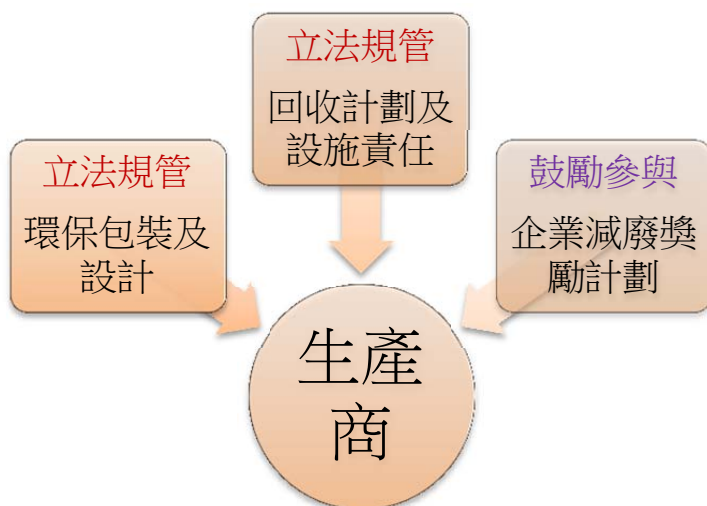 立法規管
回收計劃及
設施責任
立法規管
環保包裝及
設計
鼓勵參與
企業減廢獎
勵計劃
生產
商